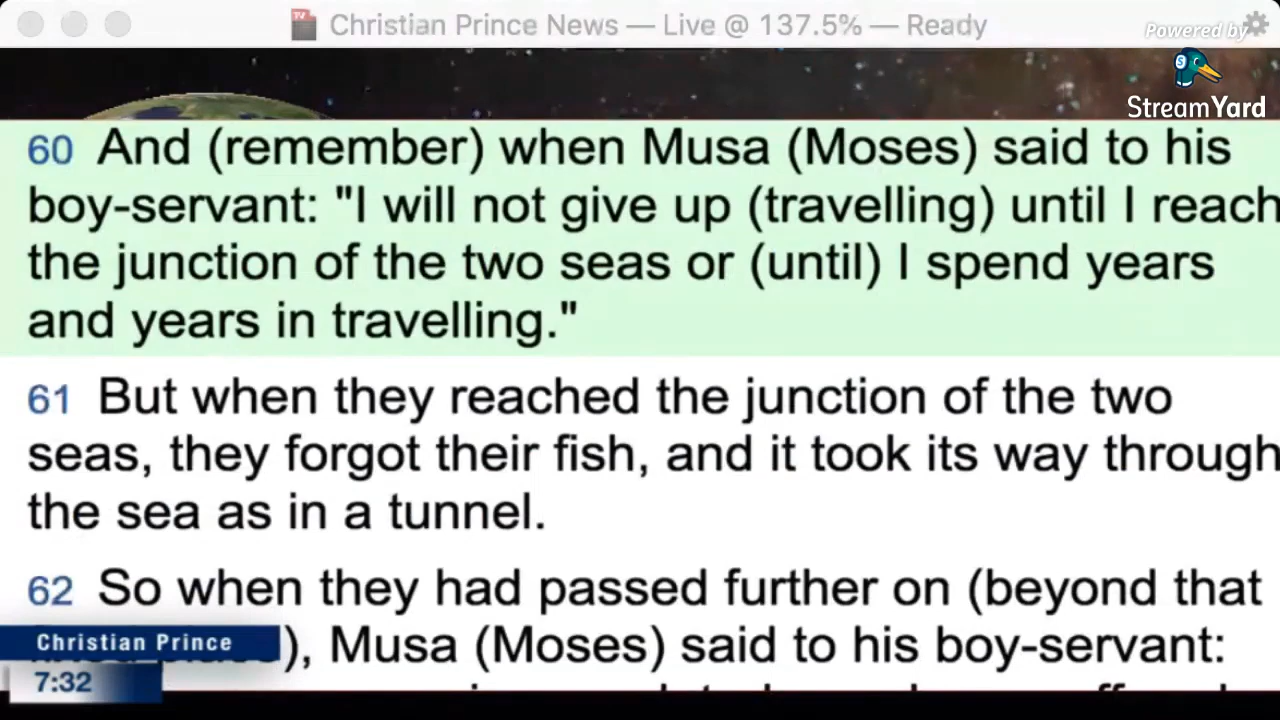 Christian Prince News — Live @ 137.5% — Ready
Powered by
StreamYard
60 And (remember) when Musa (Moses) said to his
boy-servant: "I will not give up (travelling) until I reach
the junction of the two seas or (until) I spend years
and years in travelling."
61 But when they reached the junction of the two
seas, they forgot their fish, and it took its way through
the sea as in a tunnel.
62 So when they had passed further on (beyond that
), Musa (Moses) said to his boy-servant:
Christian Prince
7:32